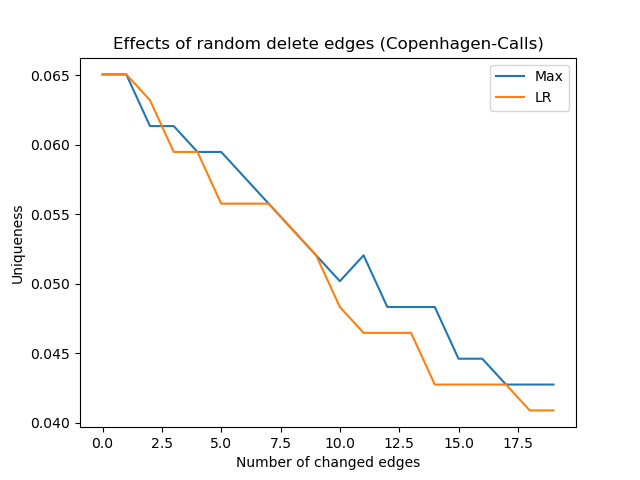 Effects of random delete edges (Copenhagen-Calls)
Max
LR
Uniqueness
0.065
0.060
0.055
0.050
0.045
0.040
0.0 2.5 5.0 7.5 10.0 12.5 15.0 17.5
Number of changed edges